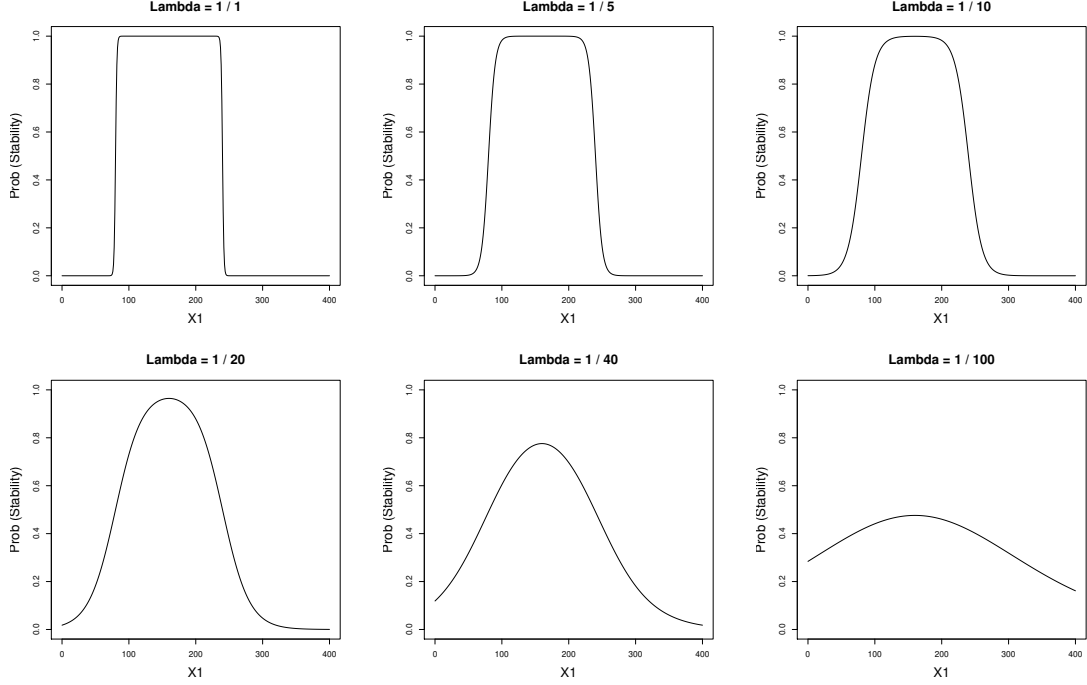 Lambda = 1 / 1
Prob (Stability)
1.0
0.8
0.6
0.4
0.2
0.0
0 100 200 300 400
X1
Lambda = 1 / 5
Prob (Stability)
1.0
0.8
0.6
0.4
0.2
0.0
0 100 200 300 400
X1
Lambda = 1 / 10
Prob (Stability)
1.0
0.8
0.6
0.4
0.2
0.0
0 100 200 300 400
X1
Lambda = 1 / 20
Prob (Stability)
1.0
0.8
0.6
0.4
0.2
0.0
0 100 200 300 400
X1
Lambda = 1 / 40
Prob (Stability)
1.0
0.8
0.6
0.4
0.2
0.0
0 100 200 300 400
X1
Lambda = 1 / 100
Prob (Stability)
1.0
0.8
0.6
0.4
0.2
0.0
0 100 200 300 400
X1